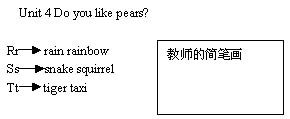 Unit 4 Do you like pears?
Rr→rain rainbow
Ss→snake squirrel
Tt→tiger taxi
教师的简笔画